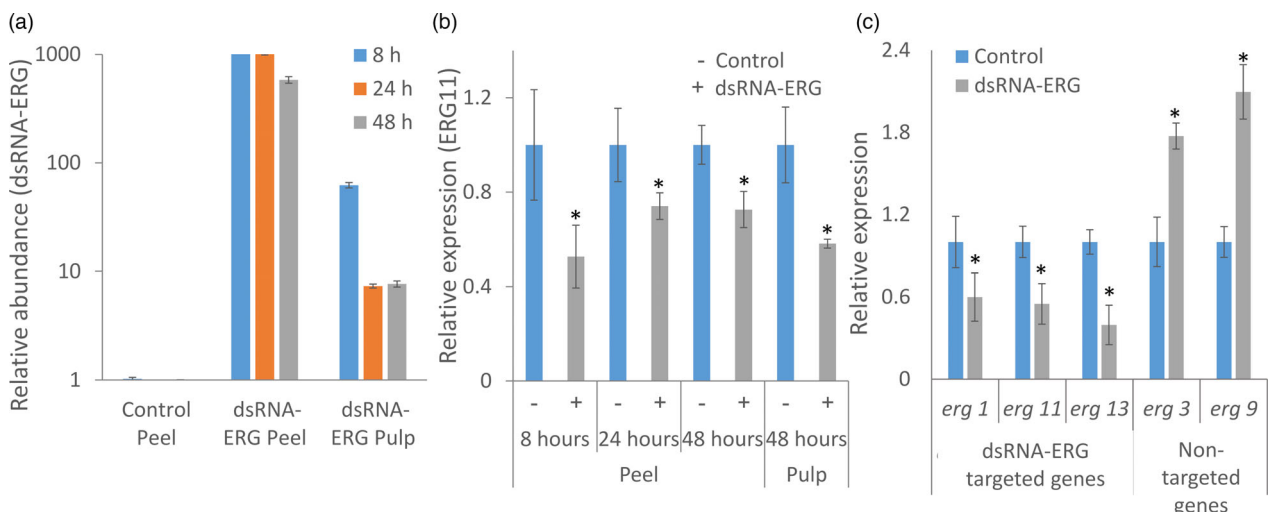 (a)
Relative abundance (dsRNA-ERG)
1000
100
10
1
8 h
24 h
48 h
Control
Peel
dsRNA-
ERG Peel
dsRNA-
ERG Pulp
(b)
Relative expression (ERG11)
1.2
0.8
0.4
0
- Control
+ dsRNA-ERG
*
*
*
*
- + - + - + - +
8 hours 24 hours 48 hours 48 hours
Peel Pulp
(c)
Relative expression
2.4
1.8
1.2
0.6
0
Control
dsRNA-ERG
*
*
*
*
*
erg 1 erg 11 erg 13 erg 3 erg 9
dsRNA-ERG
targeted genes
Non-
targeted
genes